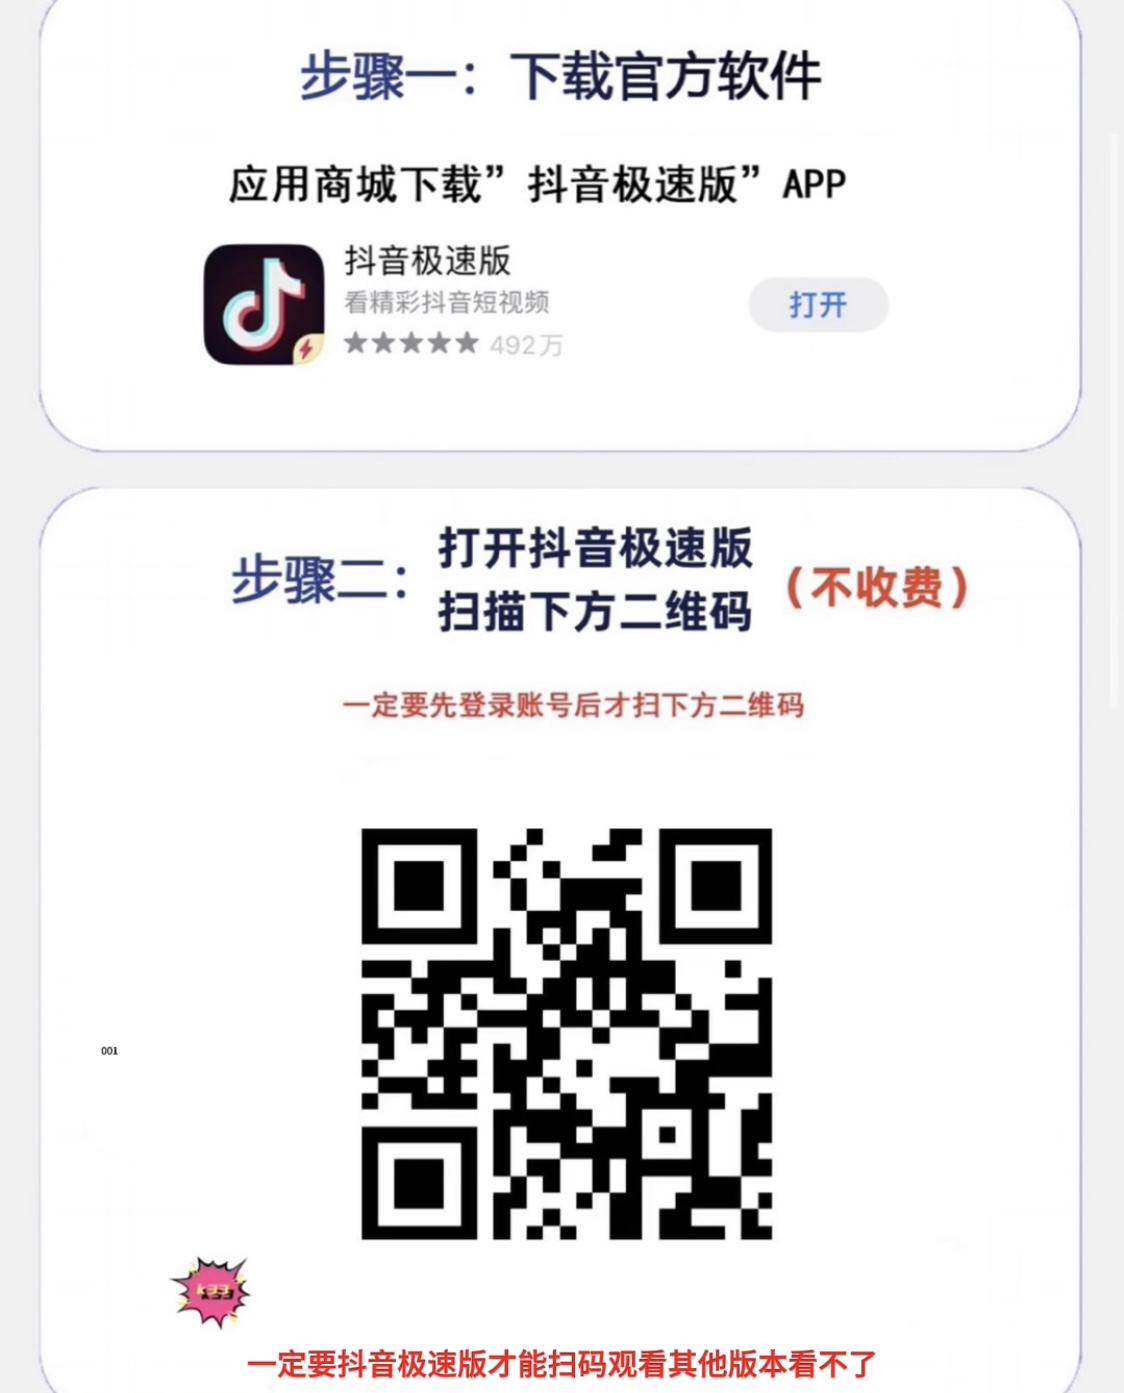 步骤一：下载官方软件
应用商城下载”抖音极速版”APP
抖音极速版
看精彩抖音短视频
★★★★★ 492万
打开
步骤二：
打开抖音极速版
扫描下方二维码
（不收费）
一定要先登录账号后才扫下方二维码
001
k33
一定要抖音极速版才能扫码观看其他版本看不了